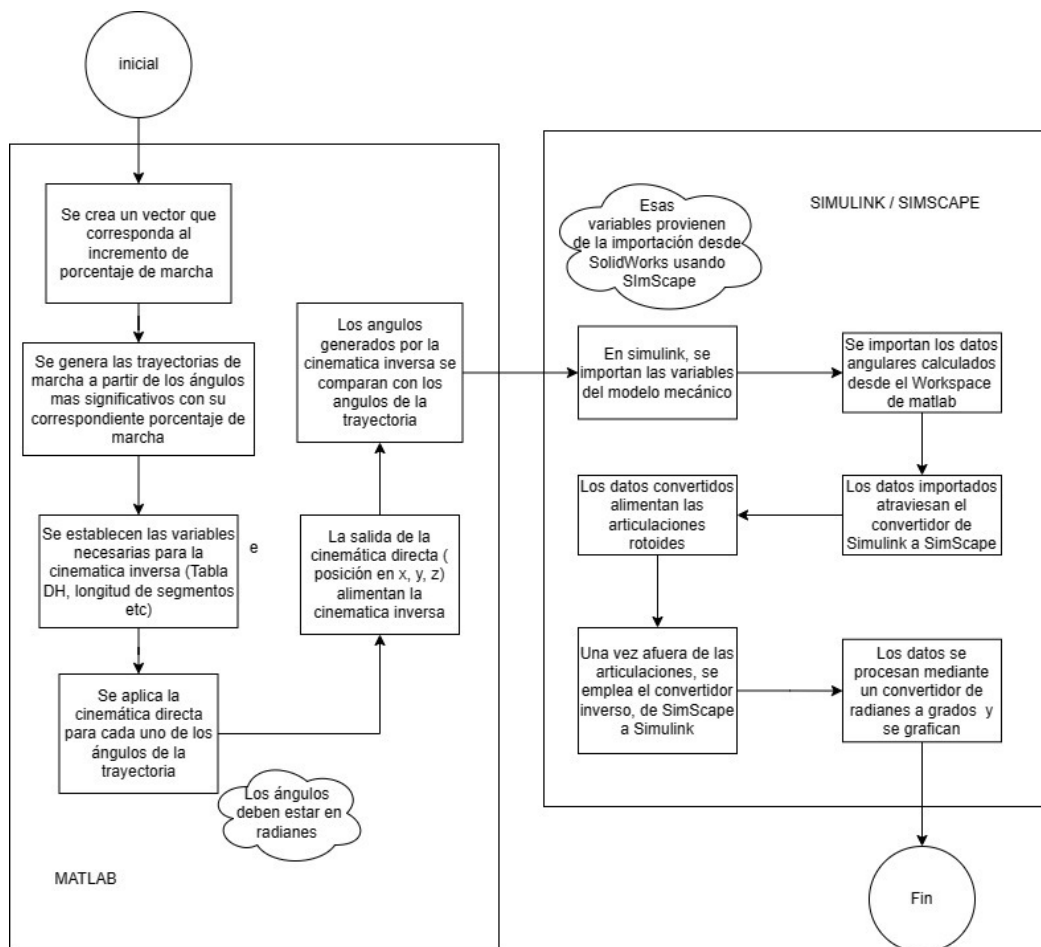 inicial
Se crea un vector que
corresponda al
incremento de
porcentaje de marcha
Se genera las trayectorias de
marcha a partir de los ángulos
mas significativos con su
correspondiente porcentaje de
marcha
Se establecen las variables
necesarias para la
cinematica inversa (Tabla
DH, longitud de segmentos
etc)
e
Se aplica la
cinemática directa
para cada uno de los
ángulos de la
trayectoria
Los ángulos
deben estar en
radianes
MATLAB
La salida de la
cinemática directa (
posición en x, y, z)
alimentan la
cinematica inversa
Los angulos
generados por la
cinematica inversa se
comparan con los
angulos de la
trayectoria
SIMULINK / SIMSCAPE
Esas
variables provienen
de la importación desde
SolidWorks usando
SImScape
En simulink, se
importan las variables
del modelo mecánico
Se importan los datos
angulares calculados
desde el Workspace
de matlab
Los datos importados
atraviesan el
convertidor de
Simulink a SimScape
Los datos convertidos
alimentan las
articulaciones
rotoides
Una vez afuera de las
articulaciones, se
emplea el convertidor
inverso, de SimScape
a Simulink
Los datos se
procesan mediante
un convertidor de
radianes a grados y
se grafican
Fin